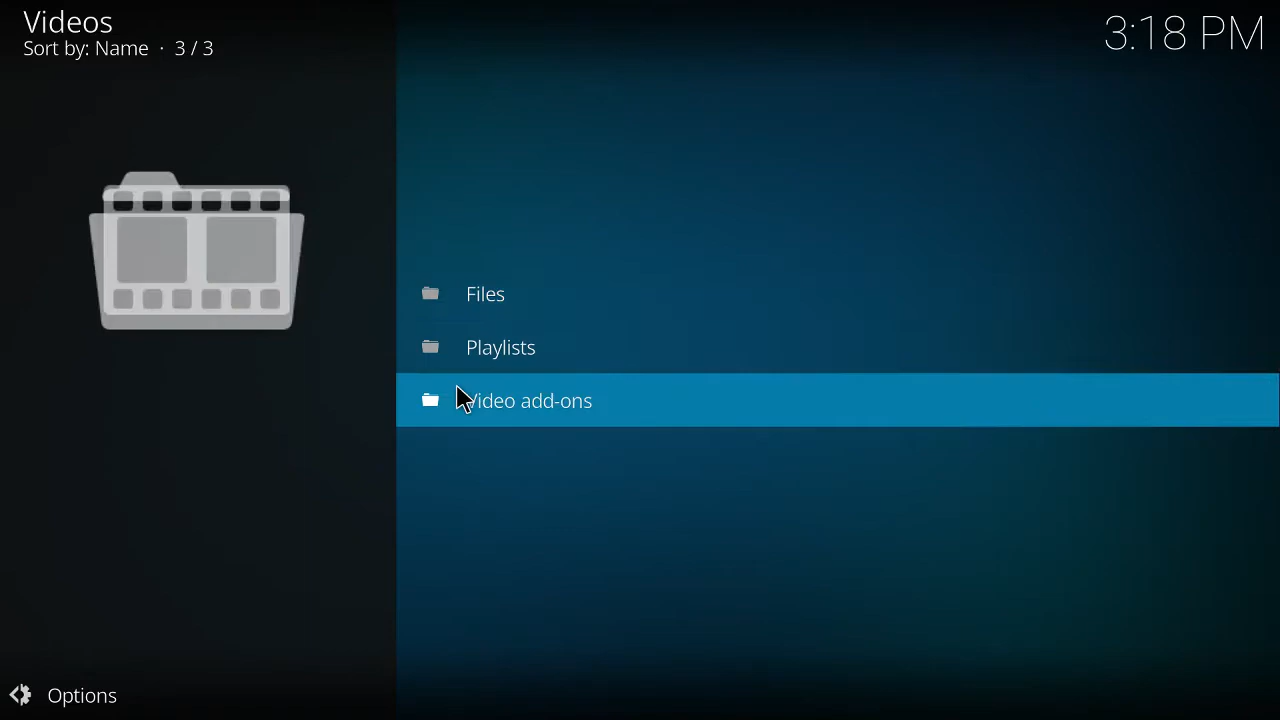 Videos
Sort by: Name · 3 / 3
3:18 PM
Files
Playlists
Video add-ons
Options